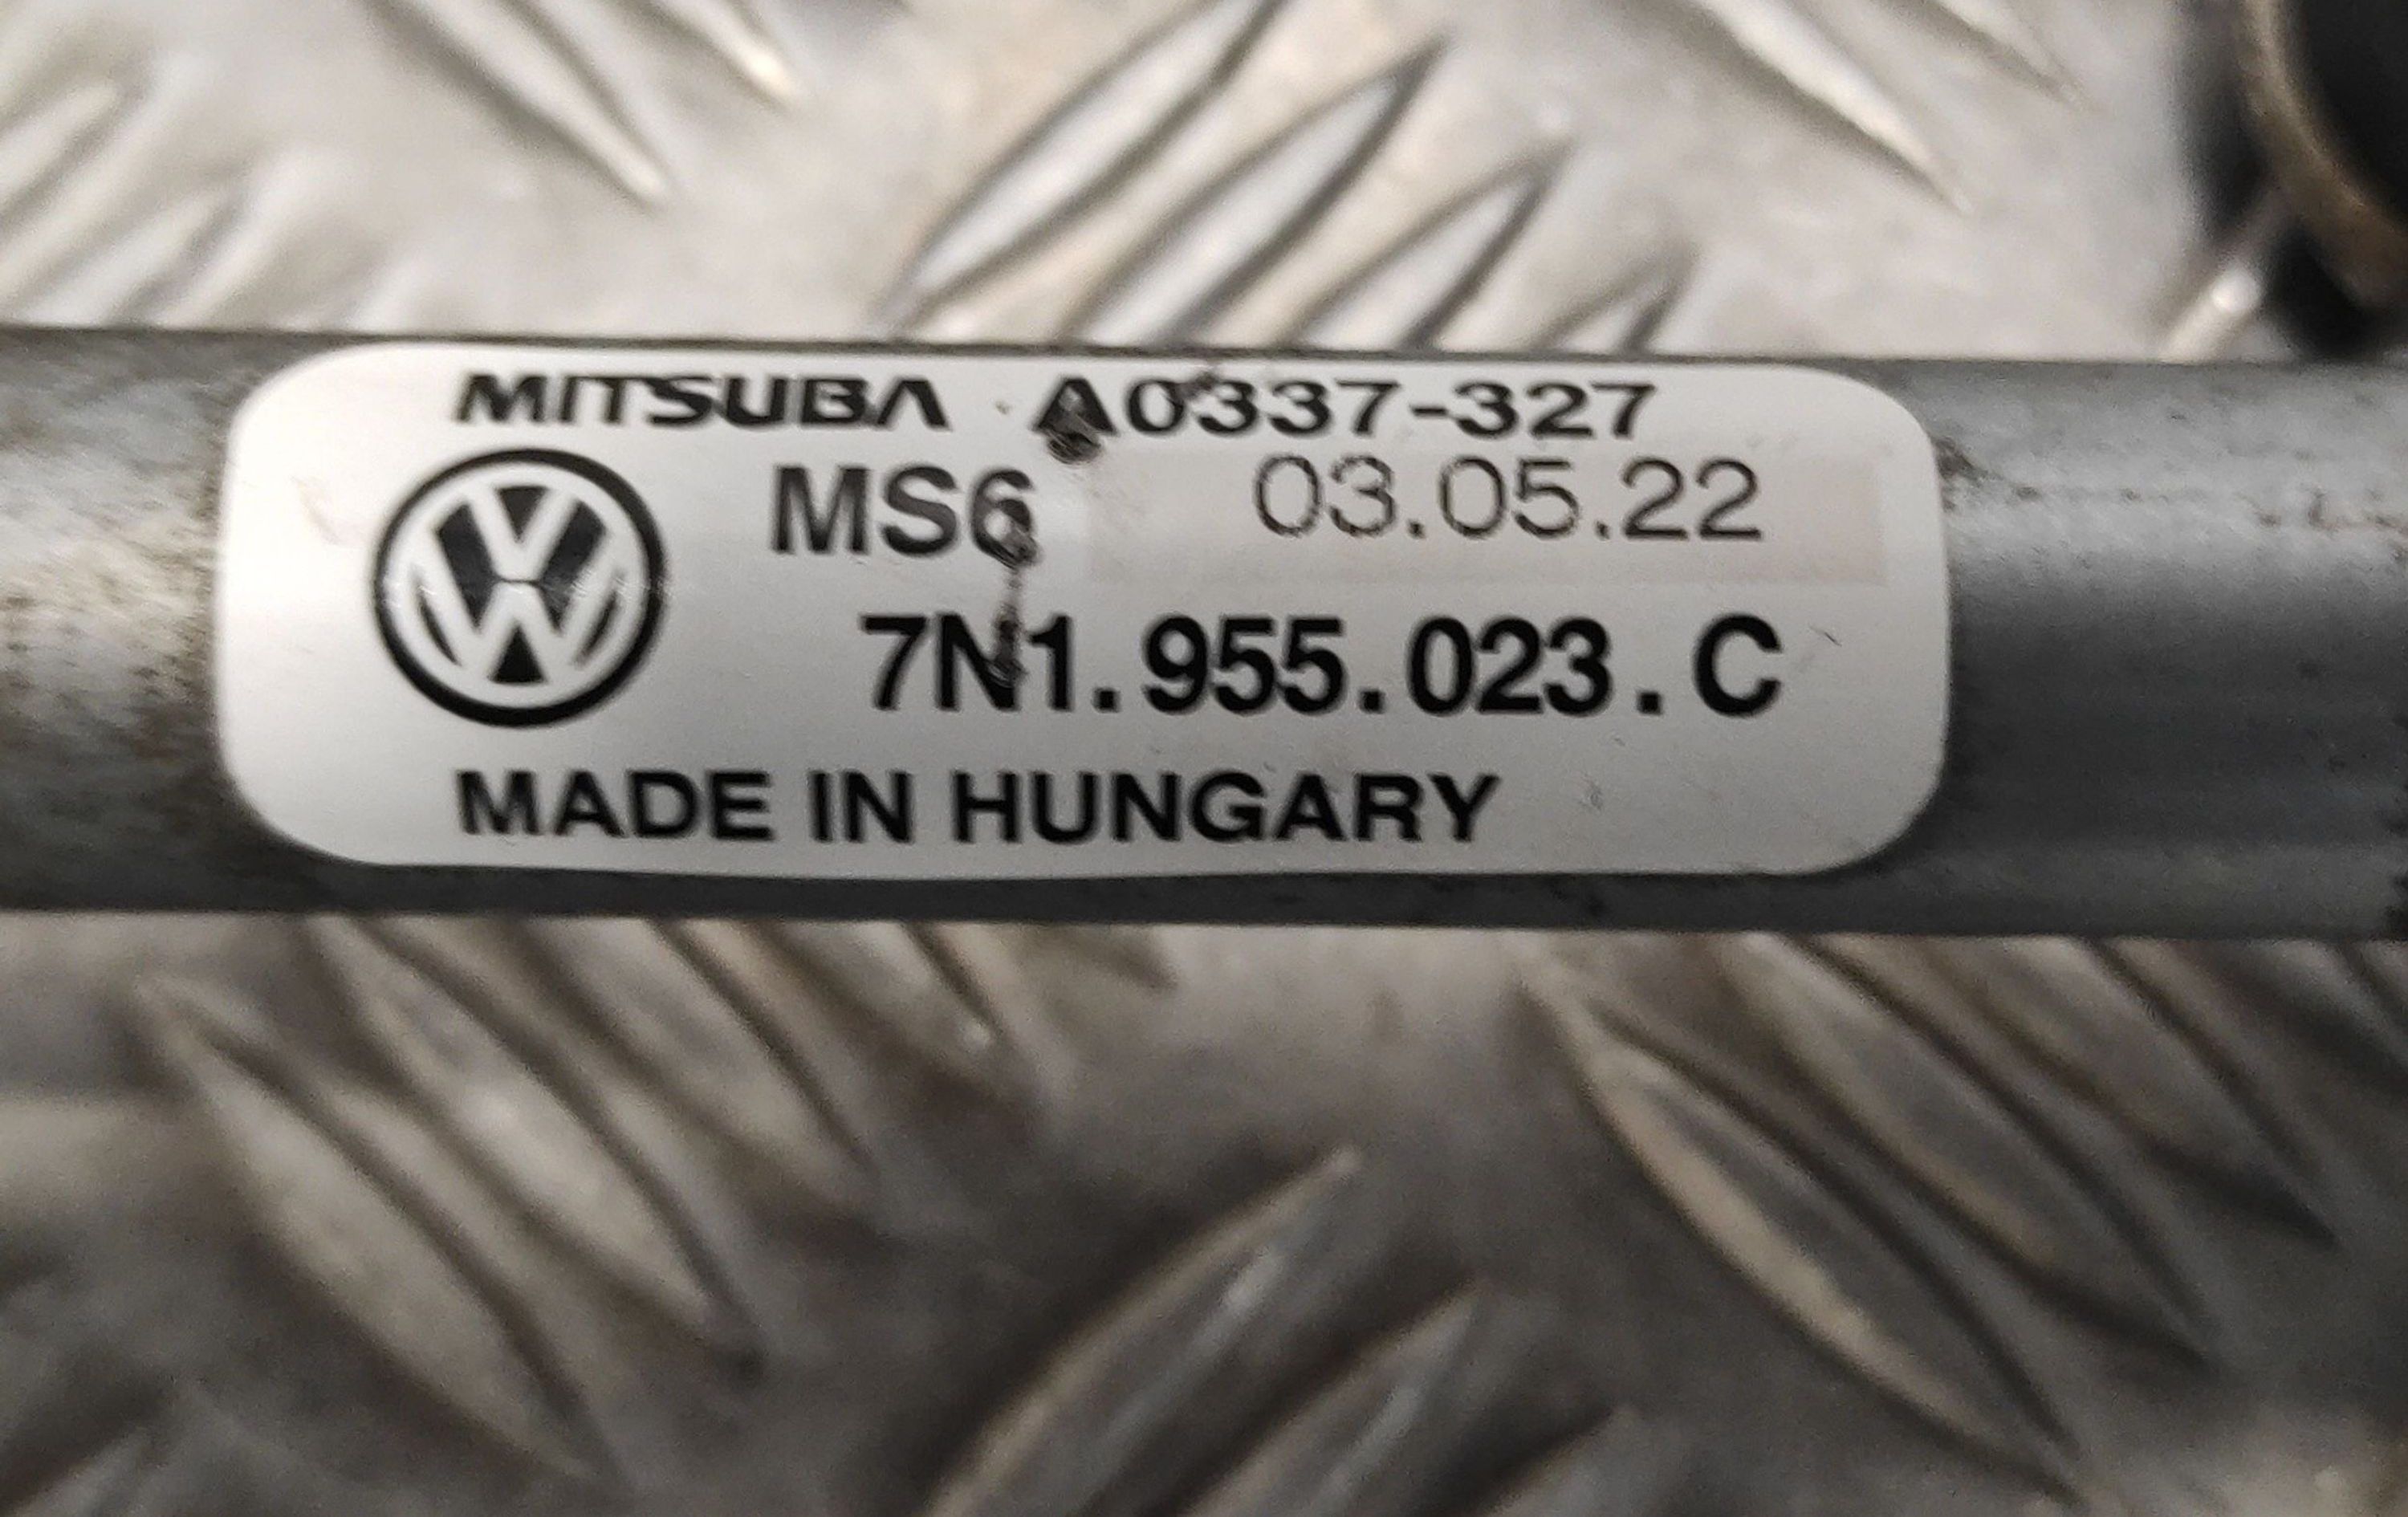 MITSUBA A0337-327
MS6 03.05.22
7N1.955.023.C
MADE IN HUNGARY